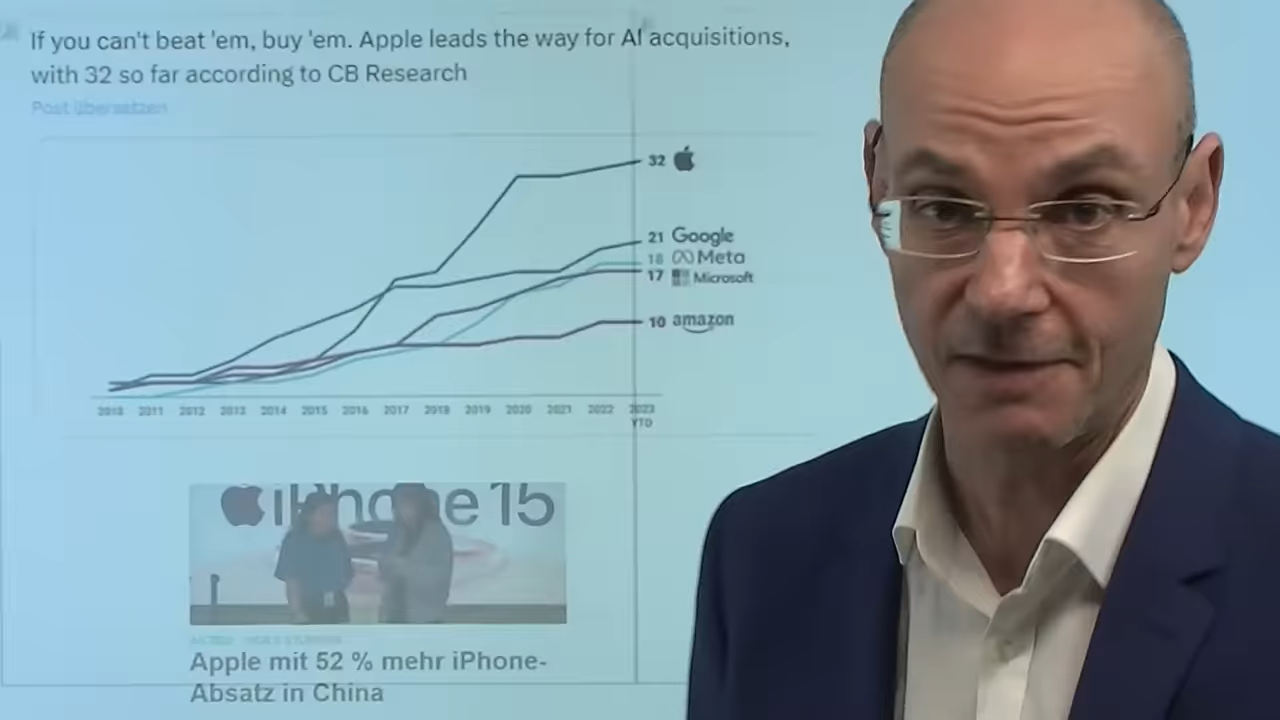 If you can't beat 'em, buy 'em. Apple leads the way for AI acquisitions,
with 32 so far according to CB Research
Post übersetzen
32
21 Google
18 Meta
17 Microsoft
10 amazon
2010 2011 2012 2013 2014 2015 2016 2017 2018 2019 2020 2021 2022 2023
YTD
iPhone 15
Apple mit 52 % mehr iPhone-
Absatz in China